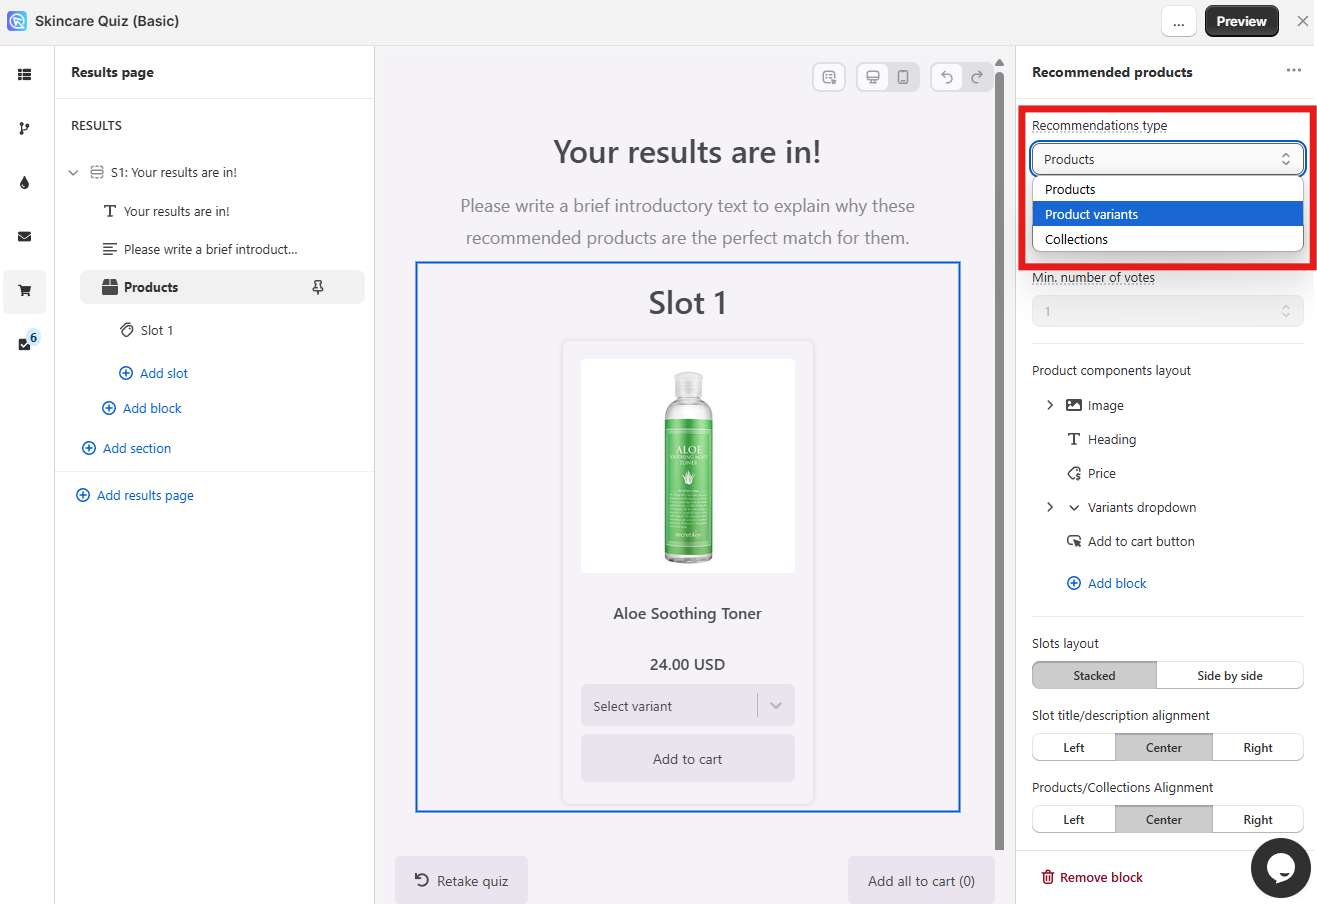 Skincare Quiz (Basic)
...
Preview
Results page
RESULTS
S1: Your results are in!
Your results are in!
Please write a brief introduct...
Products
Slot 1
Add slot
Add block
Add section
Add results page
6
Your results are in!
Please write a brief introductory text to explain why these
recommended products are the perfect match for them.
Slot 1
ALOE
SOOTHING MOIST
TONER
secretKey
Aloe Soothing Toner
24.00 USD
Select variant
Add to cart
Retake quiz
Add all to cart (0)
Recommended products
Recommendations type
Products
Products
Product variants
Collections
Min. number of votes
1
Product components layout
Image
Heading
Price
Variants dropdown
Add to cart button
Add block
Slots layout
Stacked
Side by side
Slot title/description alignment
Left
Center
Right
Products/Collections Alignment
Left
Center
Right
Remove block